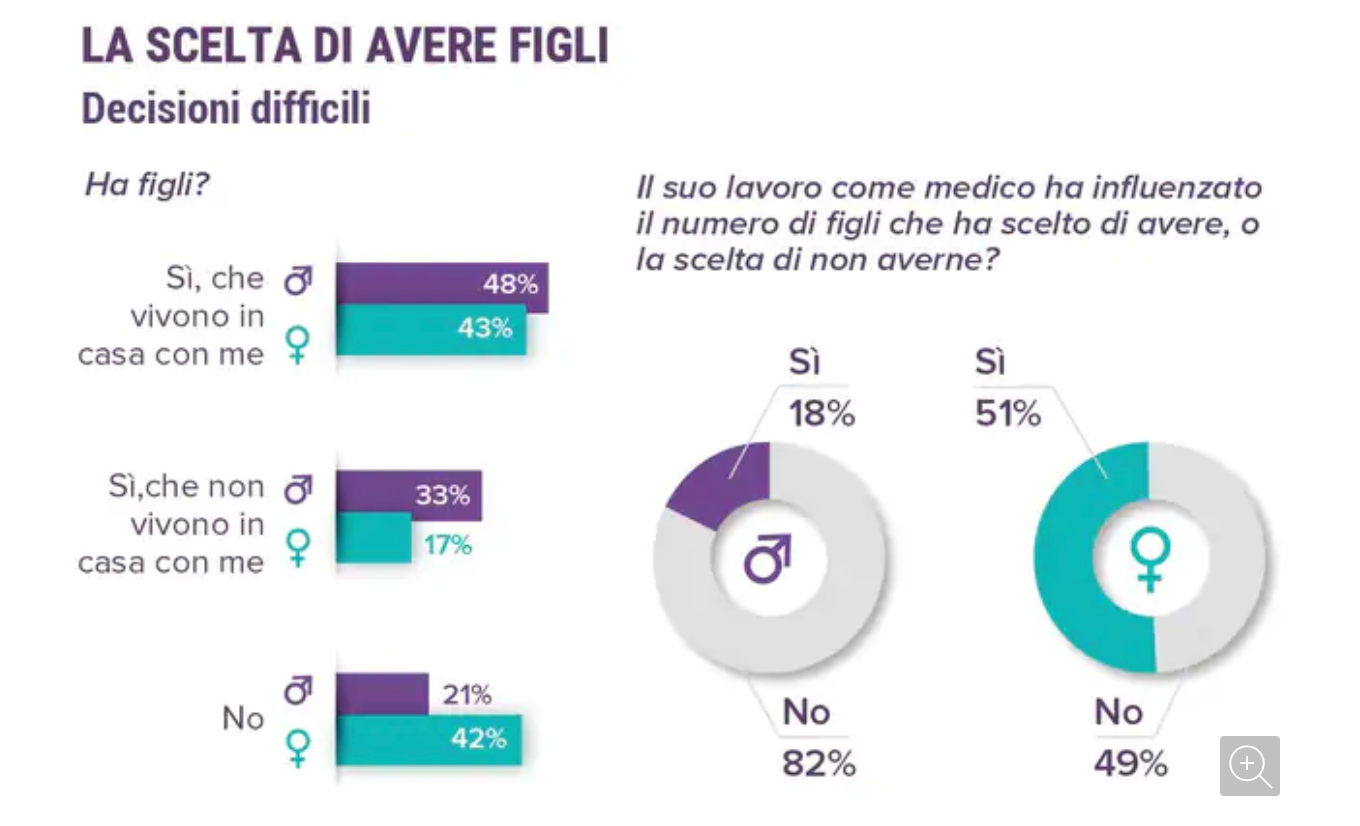 LA SCELTA DI AVERE FIGLI
Decisioni difficili
Ha figli?
Sì, che
vivono in
casa con me
48%
43%
Sì,che non
vivono in
casa con me
33%
17%
No
21%
42%
Il suo lavoro come medico ha influenzato
il numero di figli che ha scelto di avere, o
la scelta di non averne?
Sì
18%
No
82%
Sì
51%
No
49%